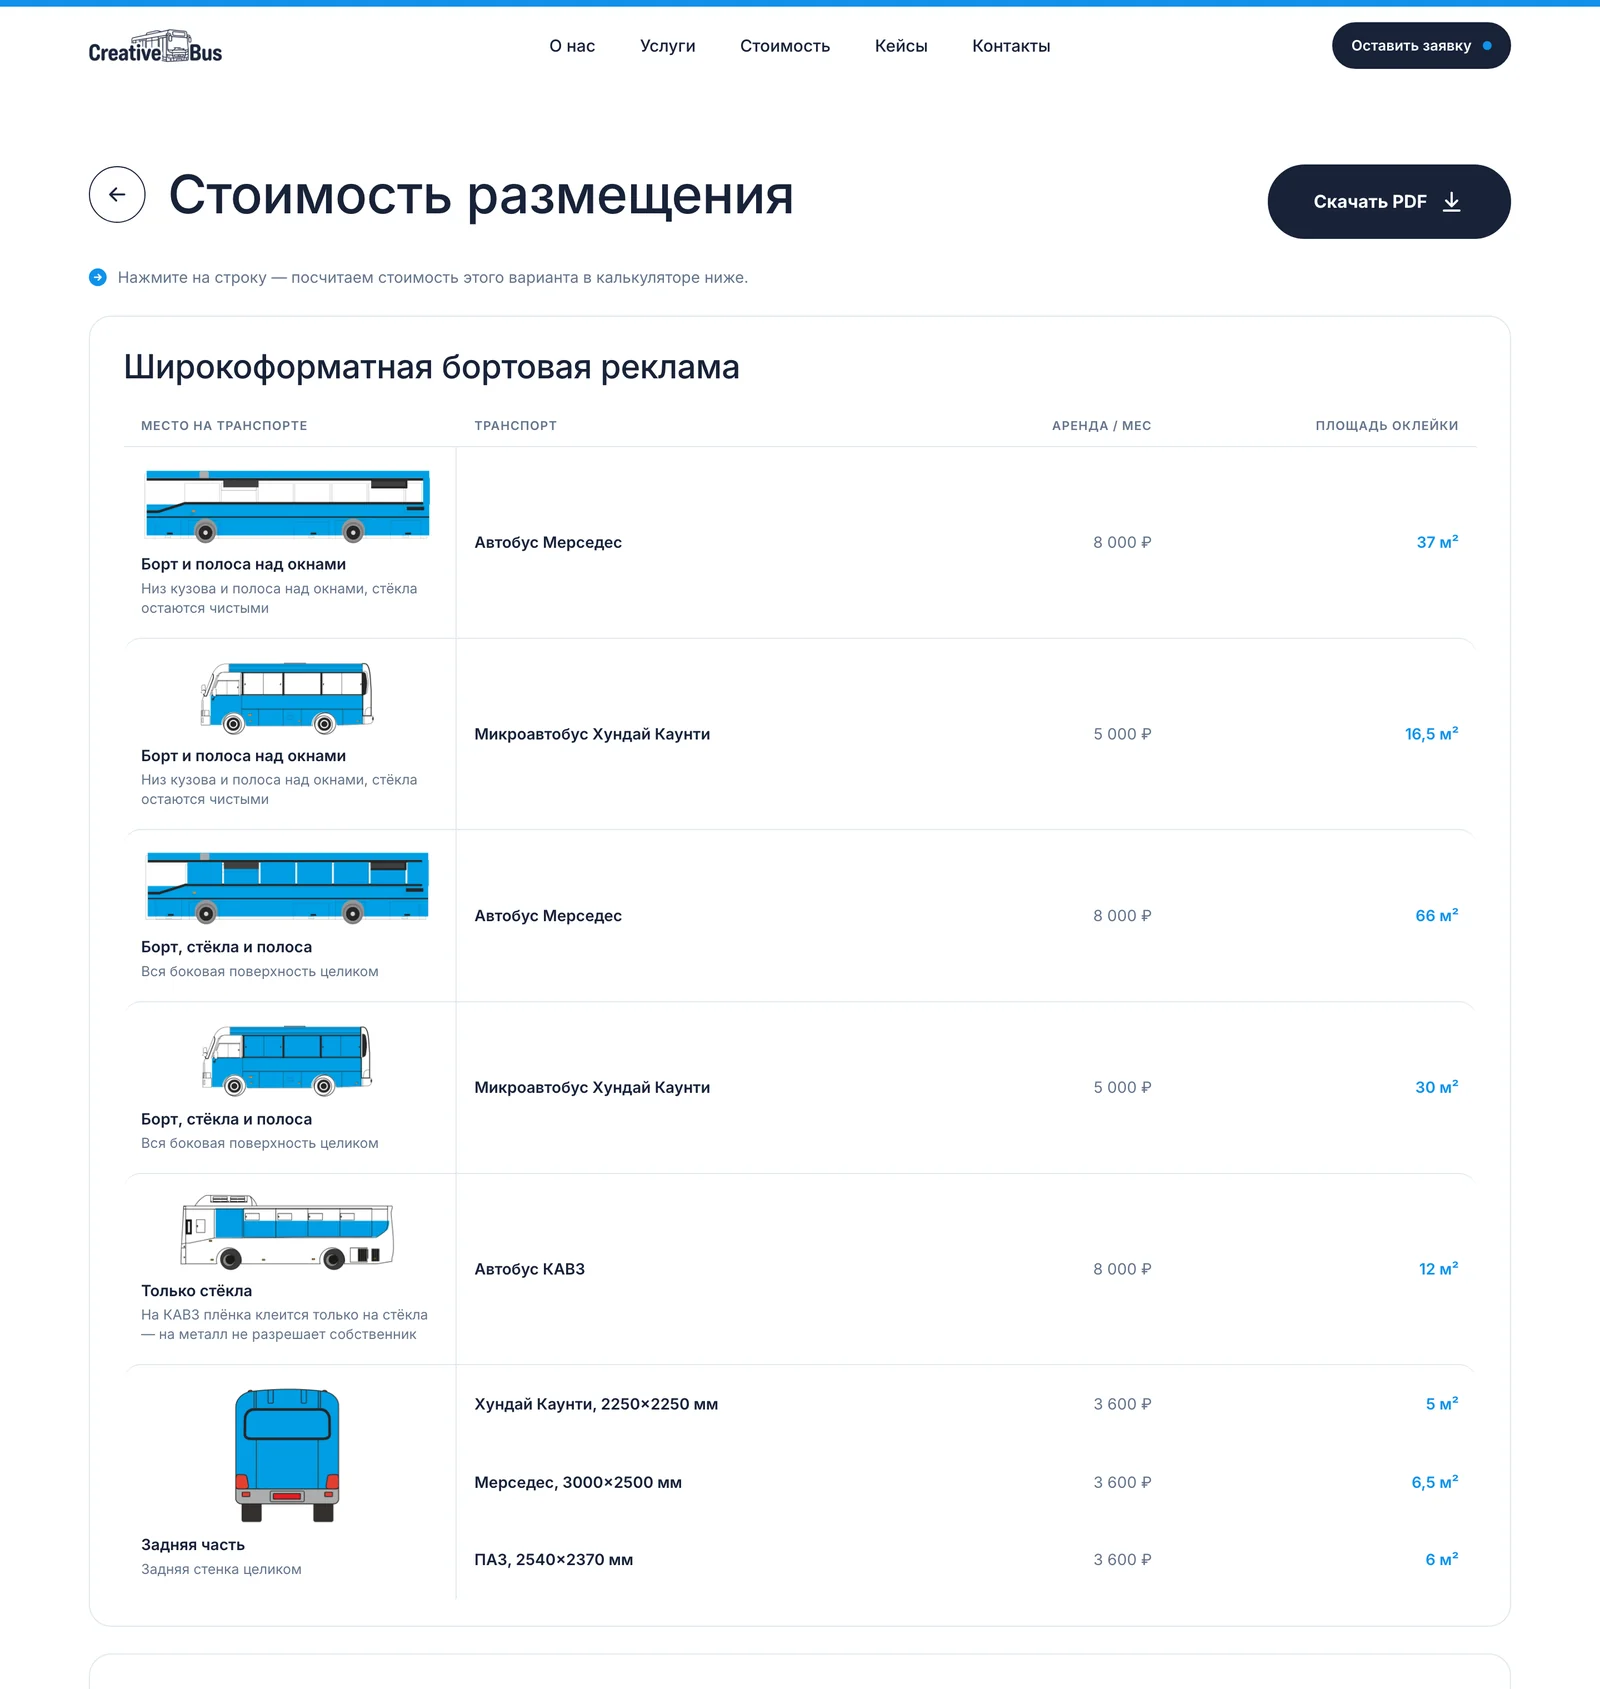 Creative Bus
О нас
Услуги
Стоимость
Кейсы
Контакты
Оставить заявку
Стоимость размещения
Скачать PDF
Нажмите на строку — посчитаем стоимость этого варианта в калькуляторе ниже.
Широкоформатная бортовая реклама
МЕСТО НА ТРАНСПОРТЕ
ТРАНСПОРТ
АРЕНДА / МЕС
ПЛОЩАДЬ ОКЛЕЙКИ
Борт и полоса над окнами
Низ кузова и полоса над окнами, стёкла
остаются чистыми
Автобус Мерседес
8 000 ₽
37 м²
Борт и полоса над окнами
Низ кузова и полоса над окнами, стёкла
остаются чистыми
Микроавтобус Хундай Каунти
5 000 ₽
16,5 м²
Борт, стёкла и полоса
Вся боковая поверхность целиком
Автобус Мерседес
8 000 ₽
66 м²
Борт, стёкла и полоса
Вся боковая поверхность целиком
Микроавтобус Хундай Каунти
5 000 ₽
30 м²
Только стёкла
На КАВЗ плёнка клеится только на стёкла
— на металл не разрешает собственник
Автобус КАВЗ
8 000 ₽
12 м²
Задняя часть
Задняя стенка целиком
Хундай Каунти, 2250×2250 мм
3 600 ₽
5 м²
Мерседес, 3000×2500 мм
3 600 ₽
6,5 м²
ПАЗ, 2540×2370 мм
3 600 ₽
6 м²